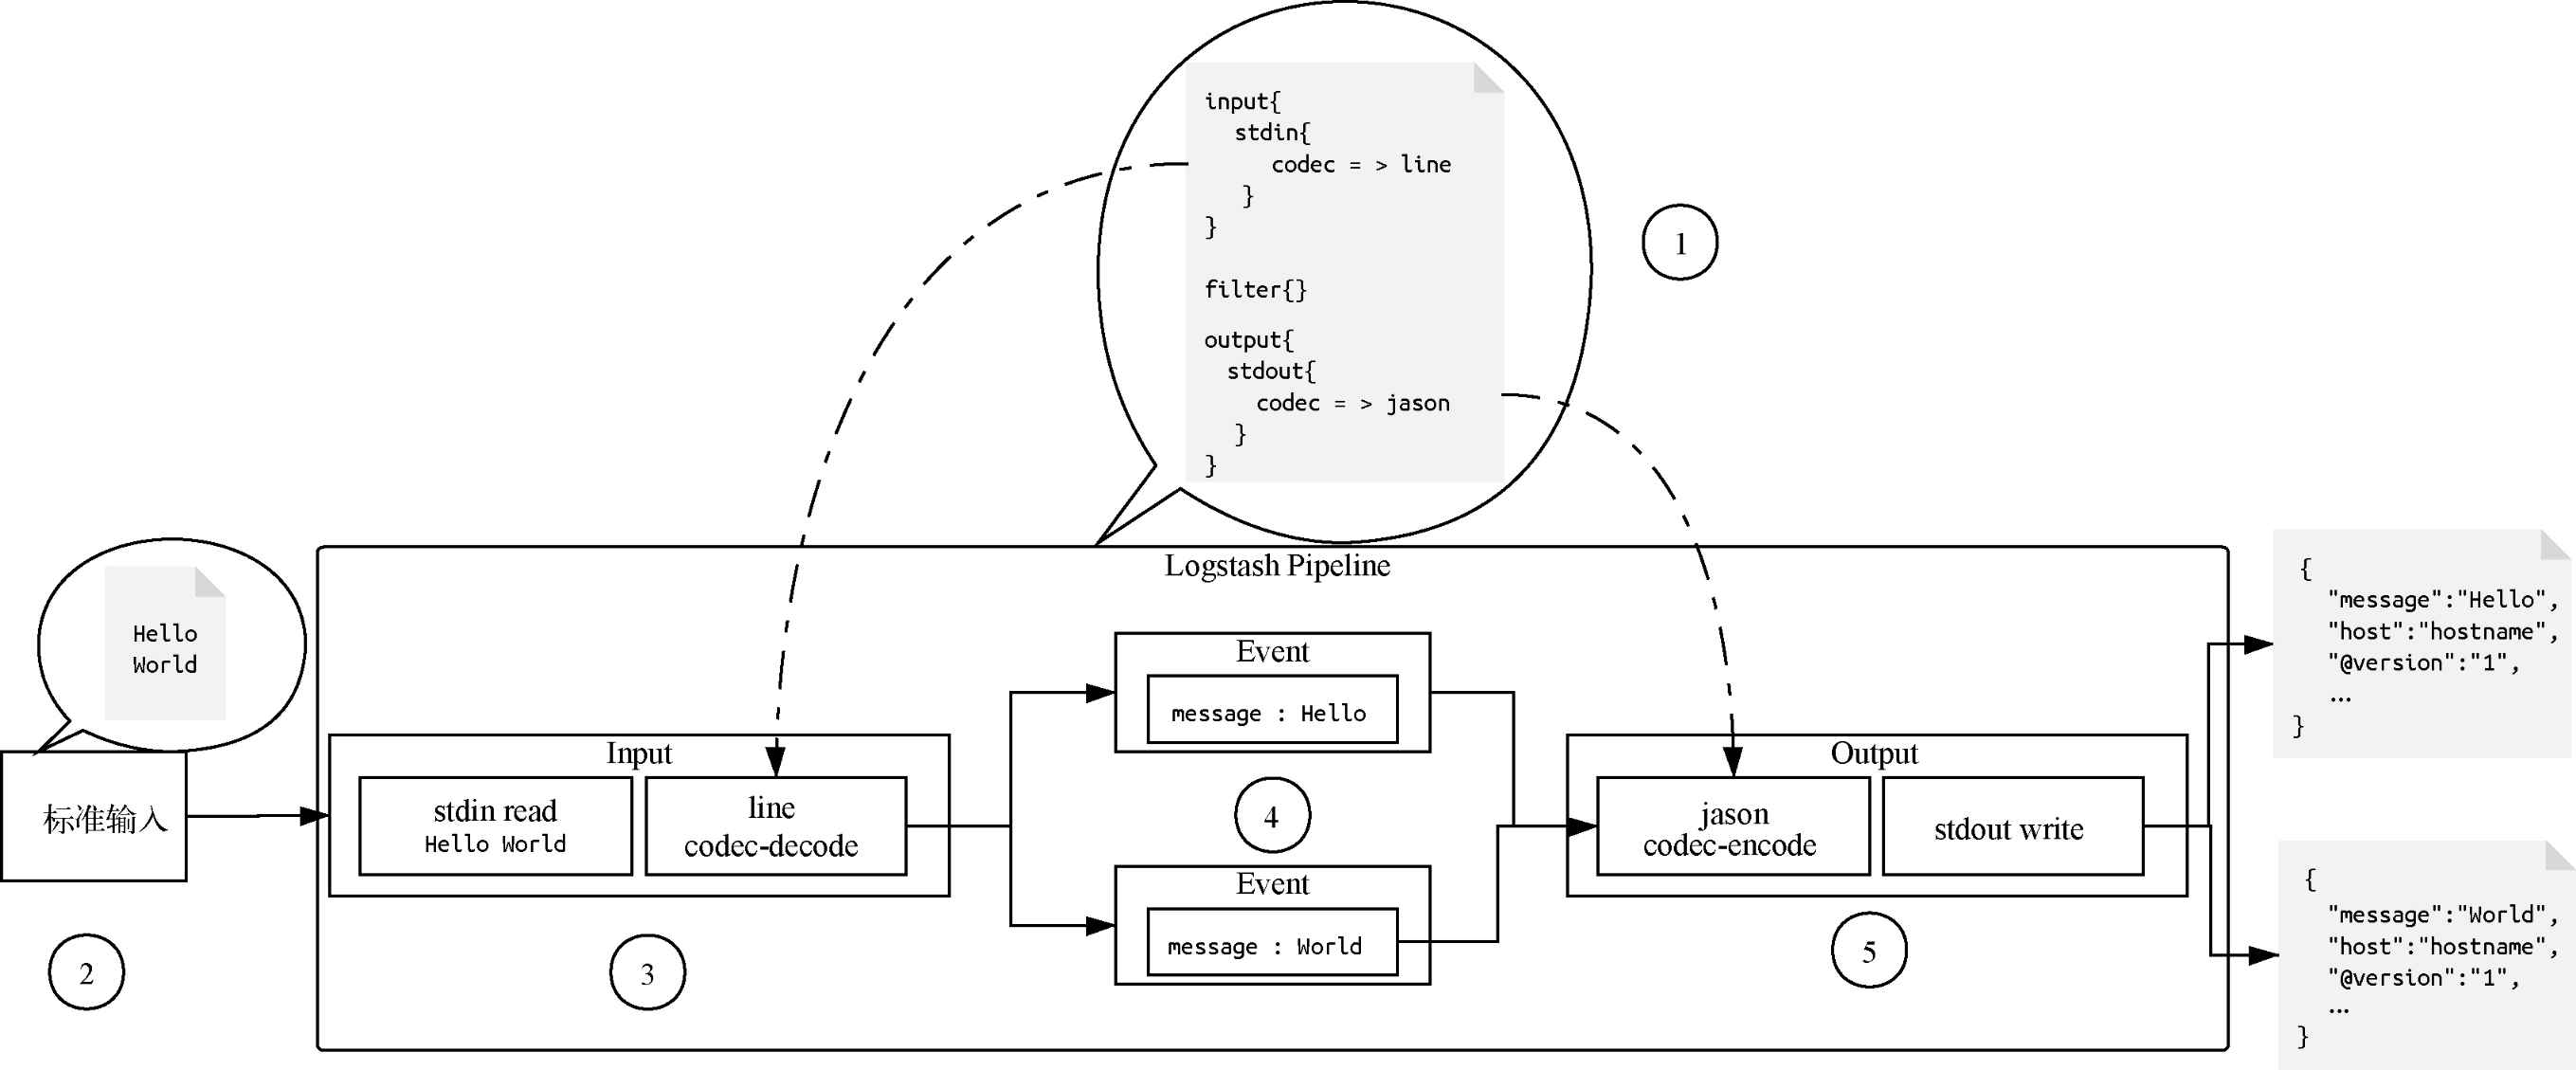 input{
stdin{
codec = > line
}
}
filter{}
output{
stdout{
codec = > jason
}
}
1
Logstash Pipeline
Hello
World
标准输入
2
Input
stdin read
Hello World
line
codec-decode
3
Event
message : Hello
4
Event
message : World
Output
jason
codec-encode
stdout write
5
{
"message":"Hello",
"host":"hostname",
"@version":"1",
...
}
{
"message":"World",
"host":"hostname",
"@version":"1",
...
}